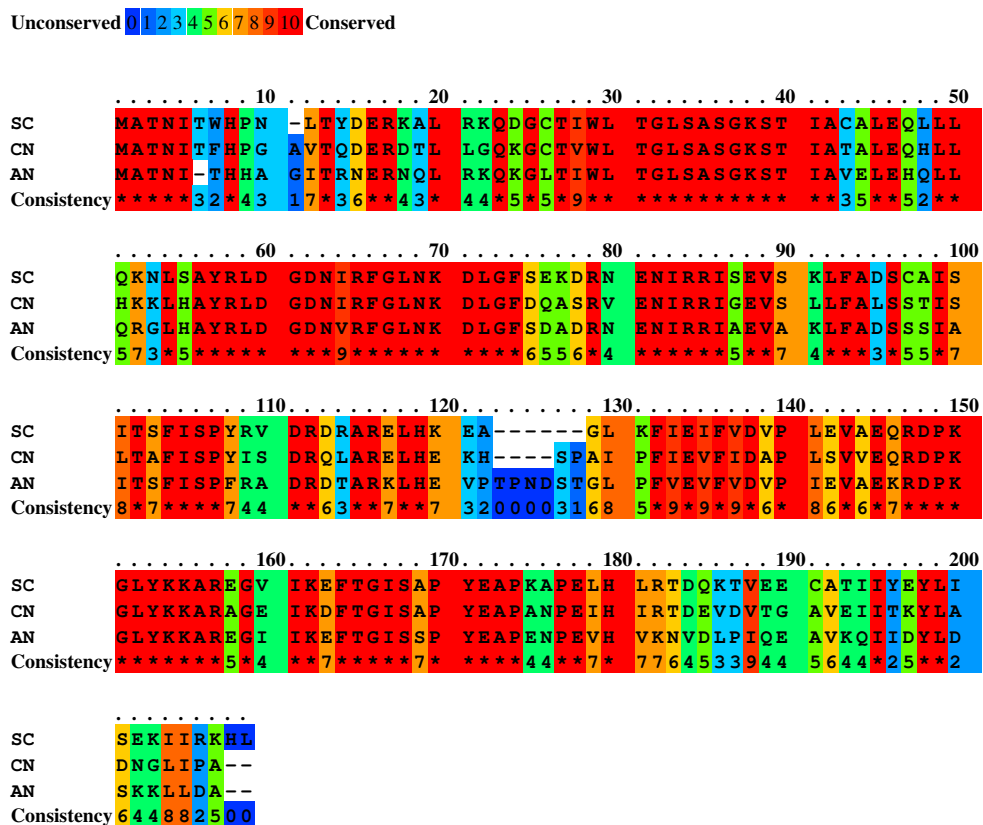 Unconserved 0 1 2 3 4 5 6 7 8 9 10 Conserved
. . . . . . . . . 10 . . . . . . . . . 20 . . . . . . . . . 30 . . . . . . . . . 40 . . . . . . . . . 50
SC MATNITWHPN -LTYDERKAL RKQDGCTIWL TGLSASGKST IACALEQLLL
CN MATNITFHPG AVTQDERDTL LGQKGCTVWL TGLSASGKST IATALEQHLL
AN MATNI-THHA GITRNERNQL RKQKGLTIWL TGLSASGKST IAVELEHQLL
Consistency *****32*43 17*36**43* 44*5*5*9** ********** **35**52**
. . . . . . . . . 60 . . . . . . . . . 70 . . . . . . . . . 80 . . . . . . . . . 90 . . . . . . . . . 100
SC QKNLSAYRLD GDNIRFGLNK DLGFSEKDRN ENIRRISEVS KLFADSCAIS
CN HKKLHAYRLD GDNIRFGLNK DLGFDQASRV ENIRRIGEVS LLFALSSTIS
AN QRGLHAYRLD GDNVRFGLNK DLGFSDADRN ENIRRIAEVA KLFADSSSIA
Consistency 573*5***** ***9****** ****6556*4 ******5**7 4***3*55*7
. . . . . . . . . 110 . . . . . . . . . 120 . . . . . . . . . 130 . . . . . . . . . 140 . . . . . . . . . 150
SC ITSFISPYRV DRDRARELHK EA------GL KFIEIFVDVP LEVAEQRDPK
CN LTAFISPYIS DRQLARELHE KH----SPAI PFIEVFIDAP LSVVEQRDPK
AN ITSFISPFRA DRDTARKLHE VPTPNDSTGL PFVEVFVDVP IEVAEKRDPK
Consistency 8*7****744 **63**7**7 3200003168 5*9*9*9*6* 86*6*7****
. . . . . . . . . 160 . . . . . . . . . 170 . . . . . . . . . 180 . . . . . . . . . 190 . . . . . . . . . 200
SC GLYKKAREGV IKEFTGISAP YEAPKAPELH LRTDQKTVEE CATIIYEYLI
CN GLYKKARAGE IKDFTGISAP YEAPANPEIH IRTDEVDVTG AVEIITKYLA
AN GLYKKAREGI IKEFTGISSP YEAPENPEVH VKNVDLPIQE AVKQIIDYLD
Consistency *******5*4 **7*****7* ****44**7* 7764533944 5644*25**2
. . . . . . . . .
SC SEKIIRKHL
CN DNGLIPA--
AN SKKLLDA--
Consistency 644882500